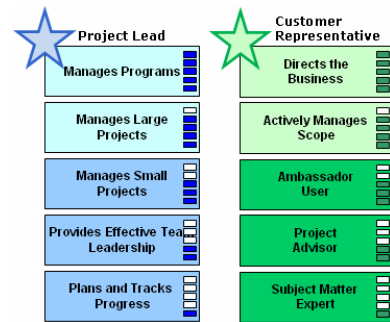 Project Lead
Manages Programs
Manages Large
Projects
Manages Small
Projects
Provides Effective Tea
Leadership
Plans and Tracks
Progress
Customer
Representative
Directs the
Business
Actively Manages
Scope
Ambassador
User
Project
Advisor
Subject Matter
Expert